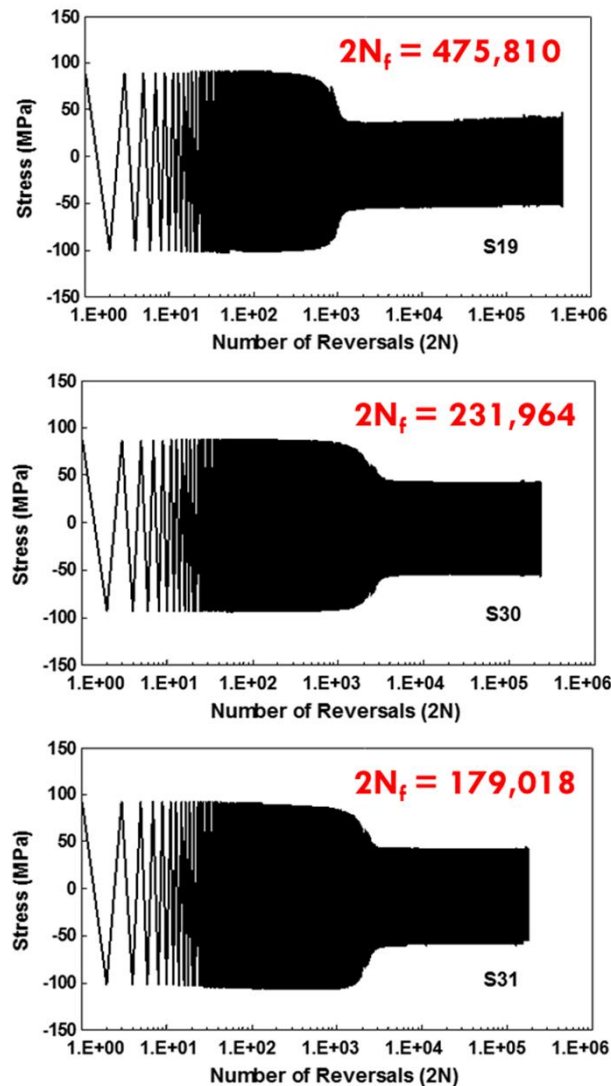 150
2Nf = 475,810
100
50
0
-50
-100
-150
Stress (MPa)
S19
1.E+00 1.E+01 1.E+02 1.E+03 1.E+04 1.E+05 1.E+06
Number of Reversals (2N)
150
2Nf = 231,964
100
50
0
-50
-100
-150
Stress (MPa)
S30
1.E+00 1.E+01 1.E+02 1.E+03 1.E+04 1.E+05 1.E+06
Number of Reversals (2N)
150
2Nf = 179,018
100
50
0
-50
-100
-150
Stress (MPa)
S31
1.E+00 1.E+01 1.E+02 1.E+03 1.E+04 1.E+05 1.E+06
Number of Reversals (2N)